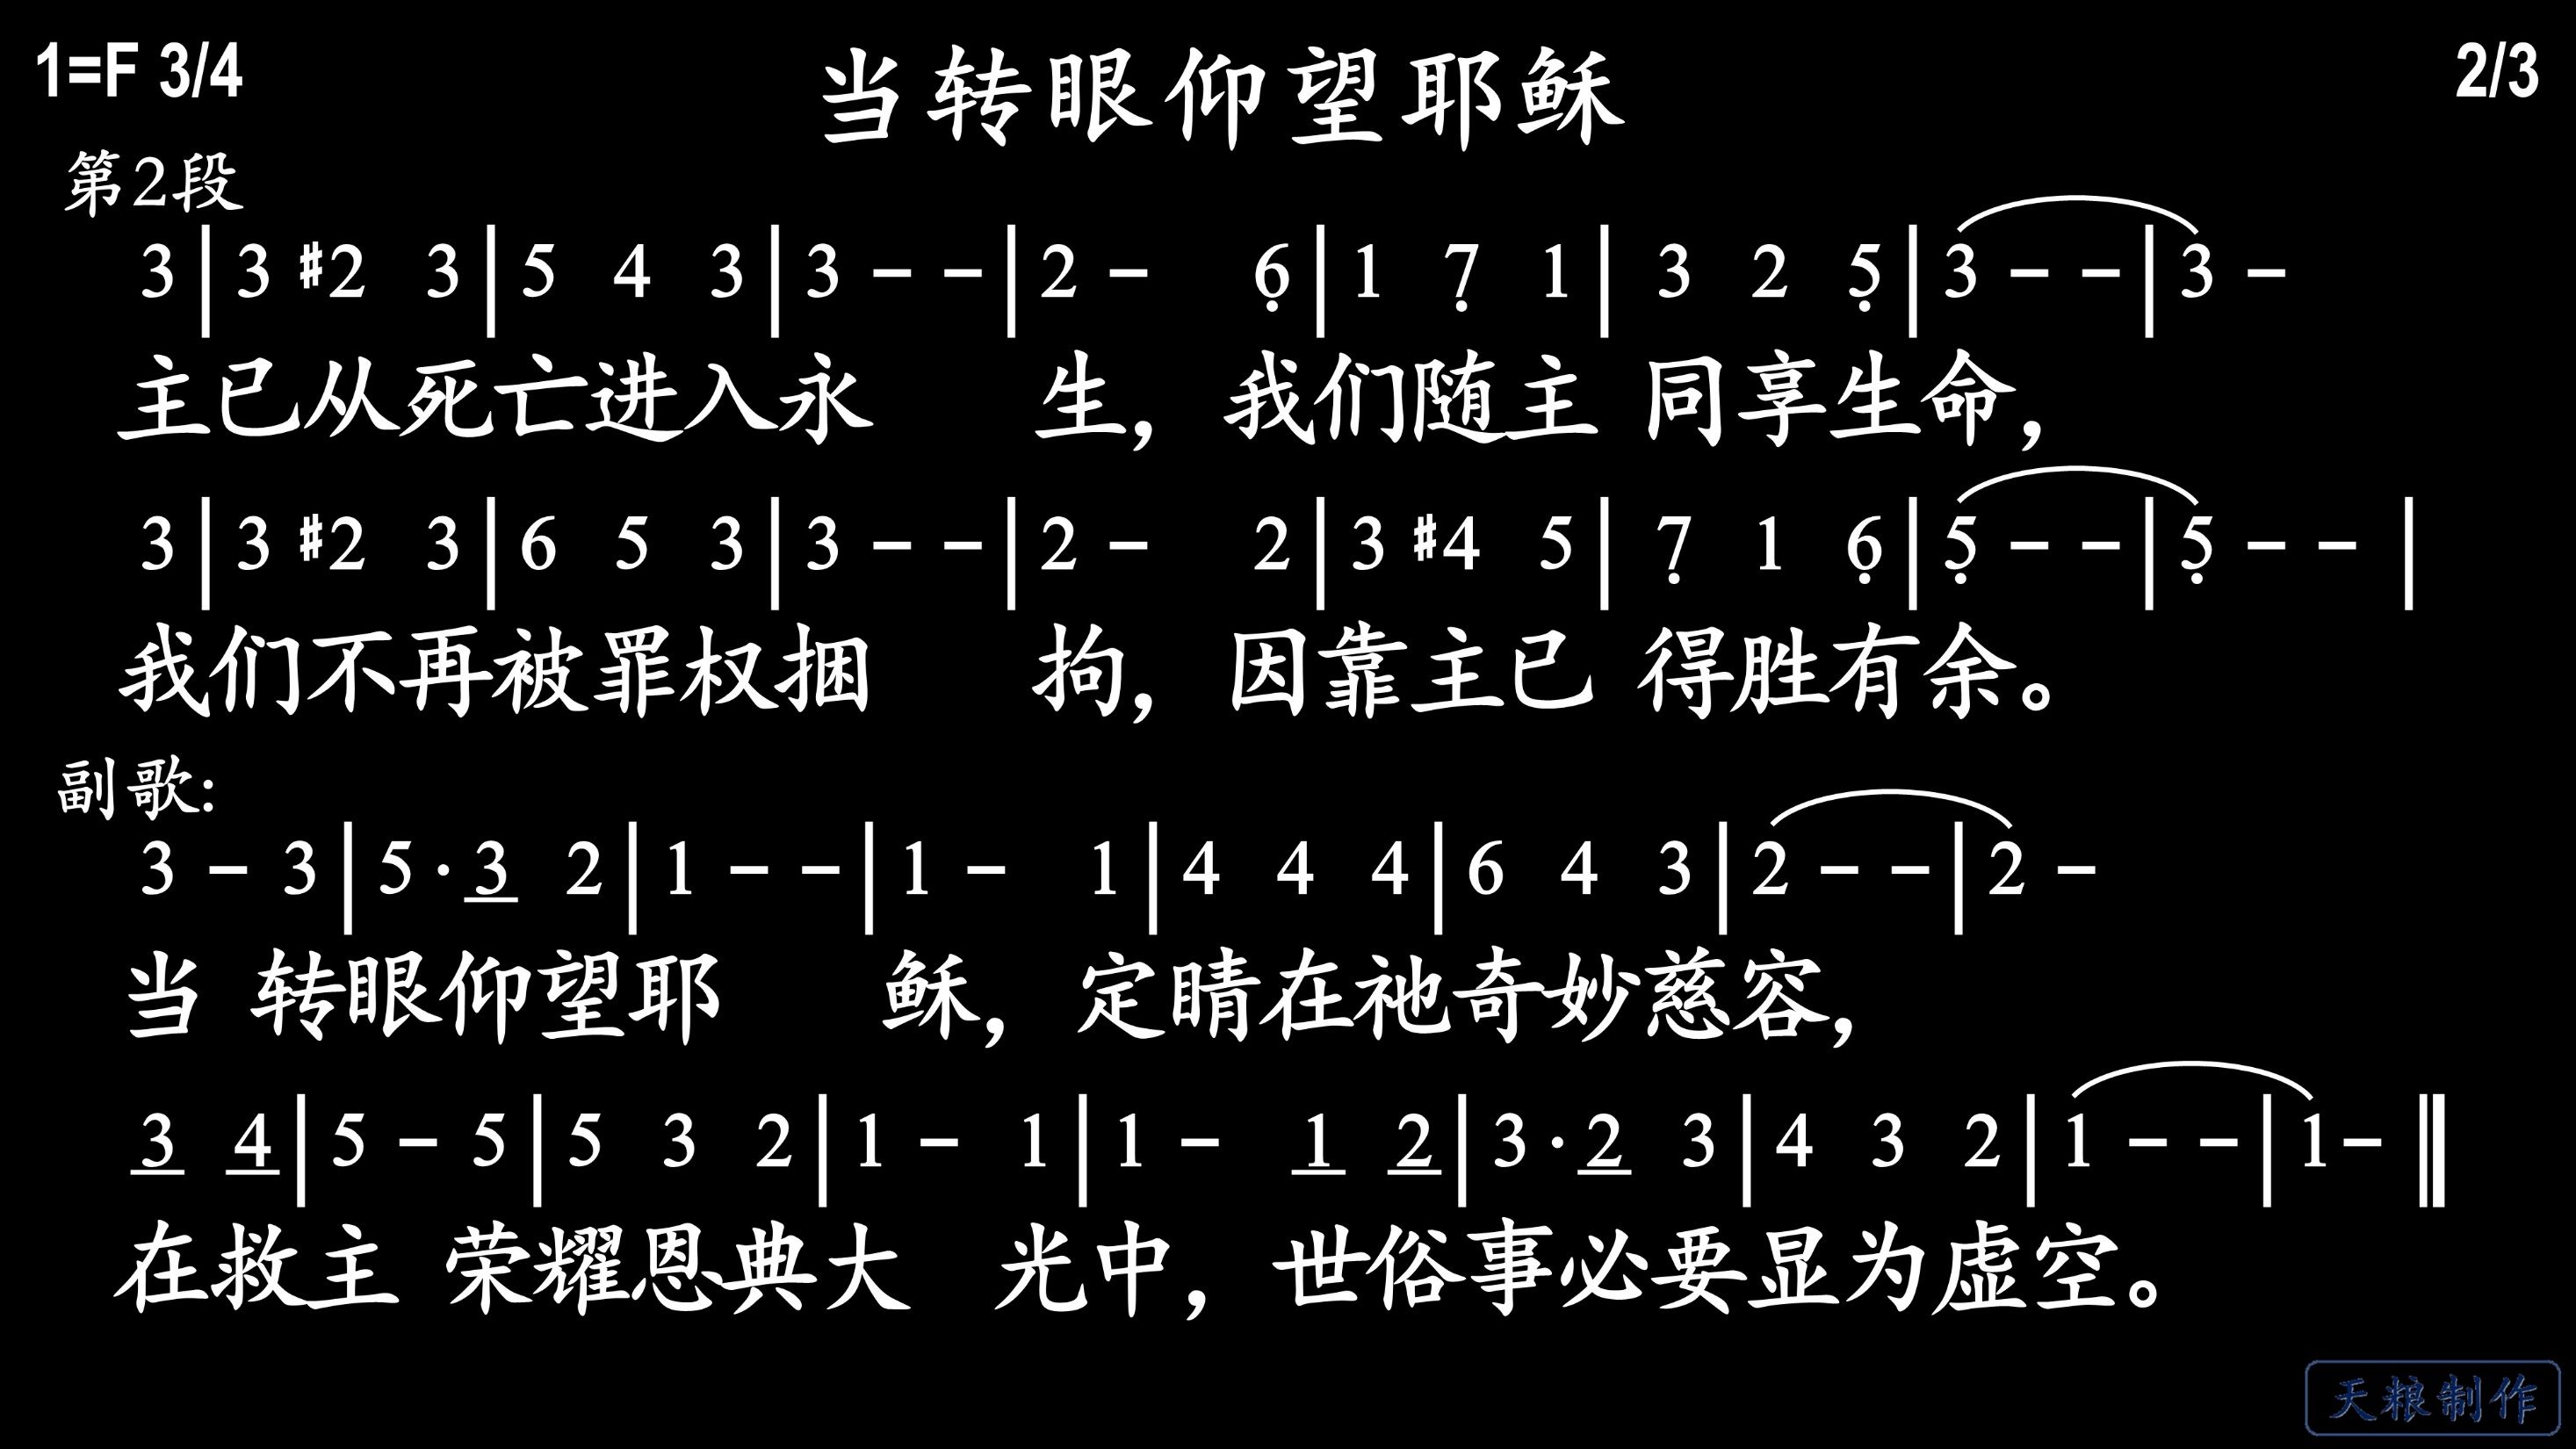 1=F 3/4
当转眼仰望耶稣
2/3
第2段
3 | 3 #2 3 | 5 4 3 | 3 - - | 2 - 6̣ | 1 7̣ 1 | 3 2 5̣ | 3 - - | 3 -
主已从死亡进入永 生，我们随主 同享生命，
3 | 3 #2 3 | 6 5 3 | 3 - - | 2 - 2 | 3 #4 5 | 7̣ 1 6̣ | 5̣ - - | 5̣ - - |
我们不再被罪权捆 拘，因靠主已 得胜有余。
副歌:
3 - 3 | 5 · 3̲ 2 | 1 - - | 1 - 1 | 4 4 4 | 6 4 3 | 2 - - | 2 -
当 转眼仰望耶 稣，定睛在祂奇妙慈容，
3̲ 4̲ | 5 - 5 | 5 3 2 | 1 - 1 | 1 - 1̲ 2̲ | 3 · 2̲ 3 | 4 3 2 | 1 - - | 1 - ‖
在救主 荣耀恩典大 光中，世俗事必要显为虚空。
天粮制作